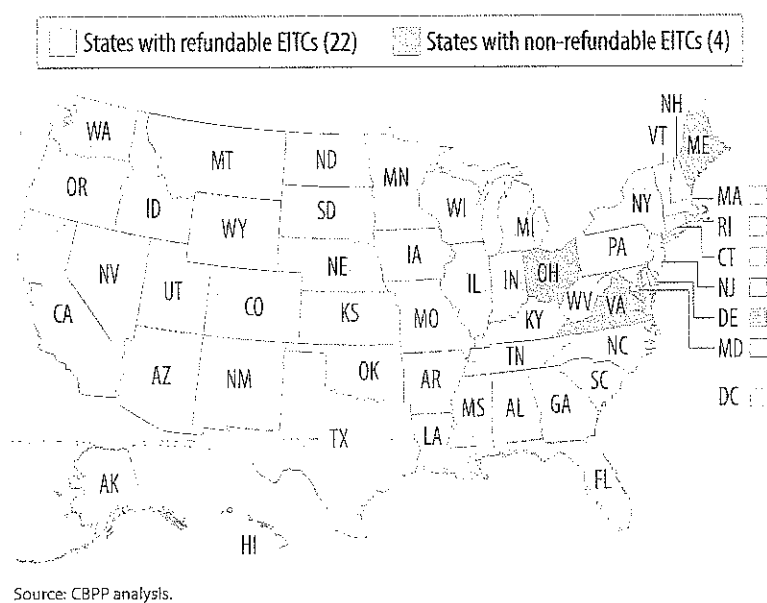 States with refundable EITCs (22) States with non-refundable EITCs (4)
NH
WA VT ME
MT ND
MN
OR MA
ID SD WI NY
WY MI RI
IA PA CT
NE
NV IL IN OH NJ
UT WV VA
CA CO KS MO KY DE
NC MD
TN
AZ NM OK AR SC
DC
MS AL GA
LA
TX
AK FL
HI
Source: CBPP analysis.